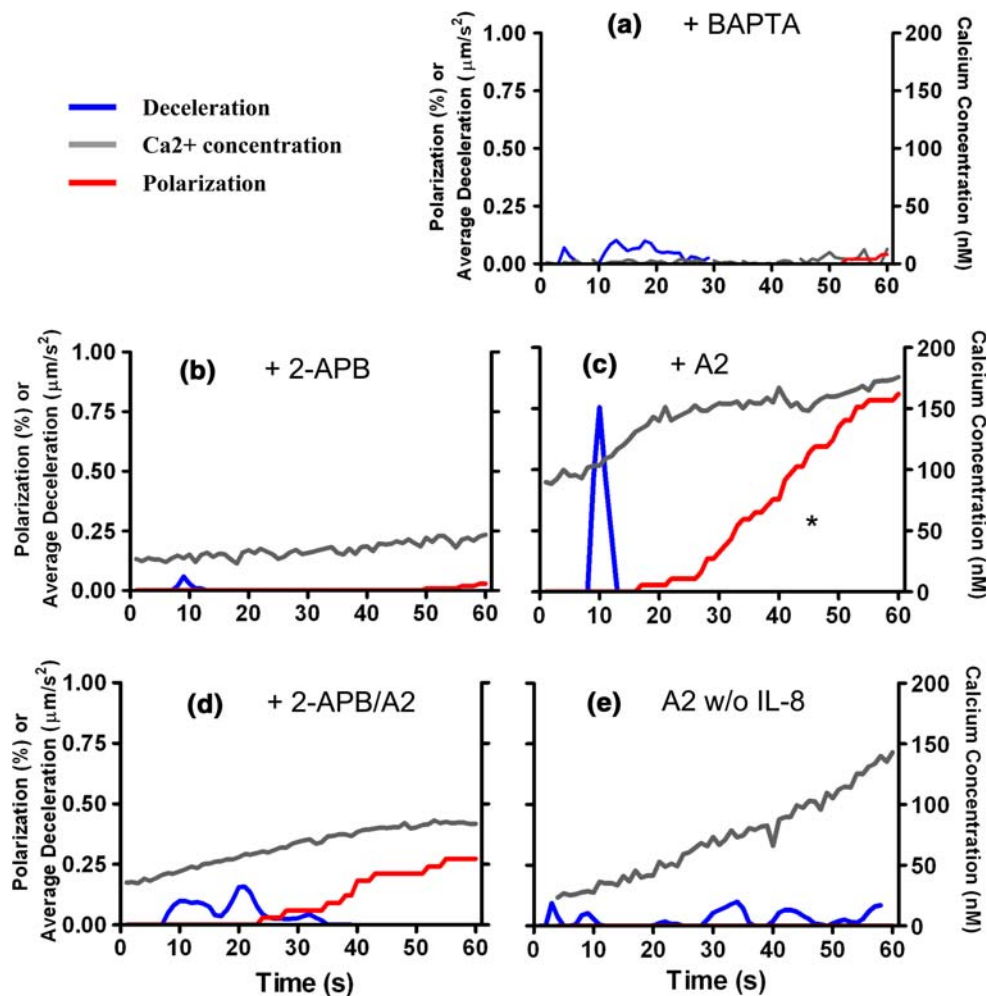 (a) + BAPTA
Deceleration
Ca2+ concentration
Polarization
Polarization (%) or
Average Deceleration (μm/s²)
1.00
0.75
0.50
0.25
0.00
200
150
100
50
0
Calcium Concentration (nM)
0 10 20 30 40 50 60
(b) + 2-APB
Polarization (%) or
Average Deceleration (μm/s²)
1.00
0.75
0.50
0.25
0.00
0 10 20 30 40 50 60
(c) + A2
*
200
150
100
50
0
Calcium Concentration (nM)
0 10 20 30 40 50 60
(d) + 2-APB/A2
Polarization (%) or
Average Deceleration (μm/s²)
1.00
0.75
0.50
0.25
0.00
0 10 20 30 40 50 60
Time (s)
(e) A2 w/o IL-8
200
150
100
50
0
Calcium Concentration (nM)
0 10 20 30 40 50 60
Time (s)